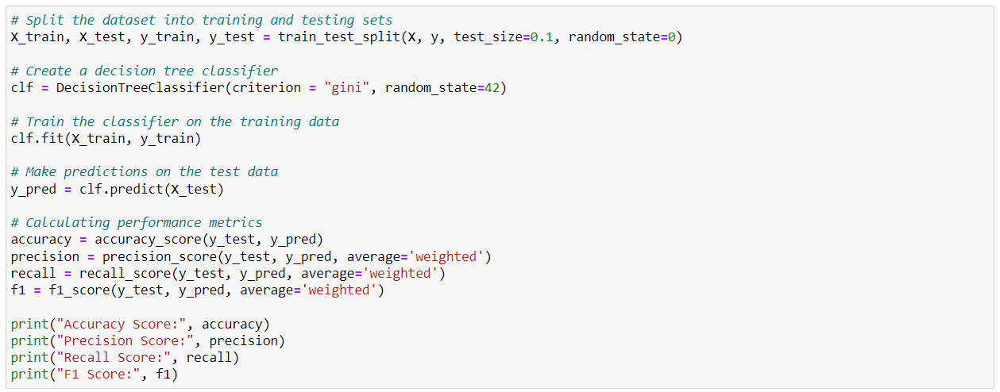 # Split the dataset into training and testing sets
X_train, X_test, y_train, y_test = train_test_split(X, y, test_size=0.1, random_state=0)
# Create a decision tree classifier
clf = DecisionTreeClassifier(criterion = "gini", random_state=42)
# Train the classifier on the training data
clf.fit(X_train, y_train)
# Make predictions on the test data
y_pred = clf.predict(X_test)
# Calculating performance metrics
accuracy = accuracy_score(y_test, y_pred)
precision = precision_score(y_test, y_pred, average='weighted')
recall = recall_score(y_test, y_pred, average='weighted')
f1 = f1_score(y_test, y_pred, average='weighted')
print("Accuracy Score:", accuracy)
print("Precision Score:", precision)
print("Recall Score:", recall)
print("F1 Score:", f1)